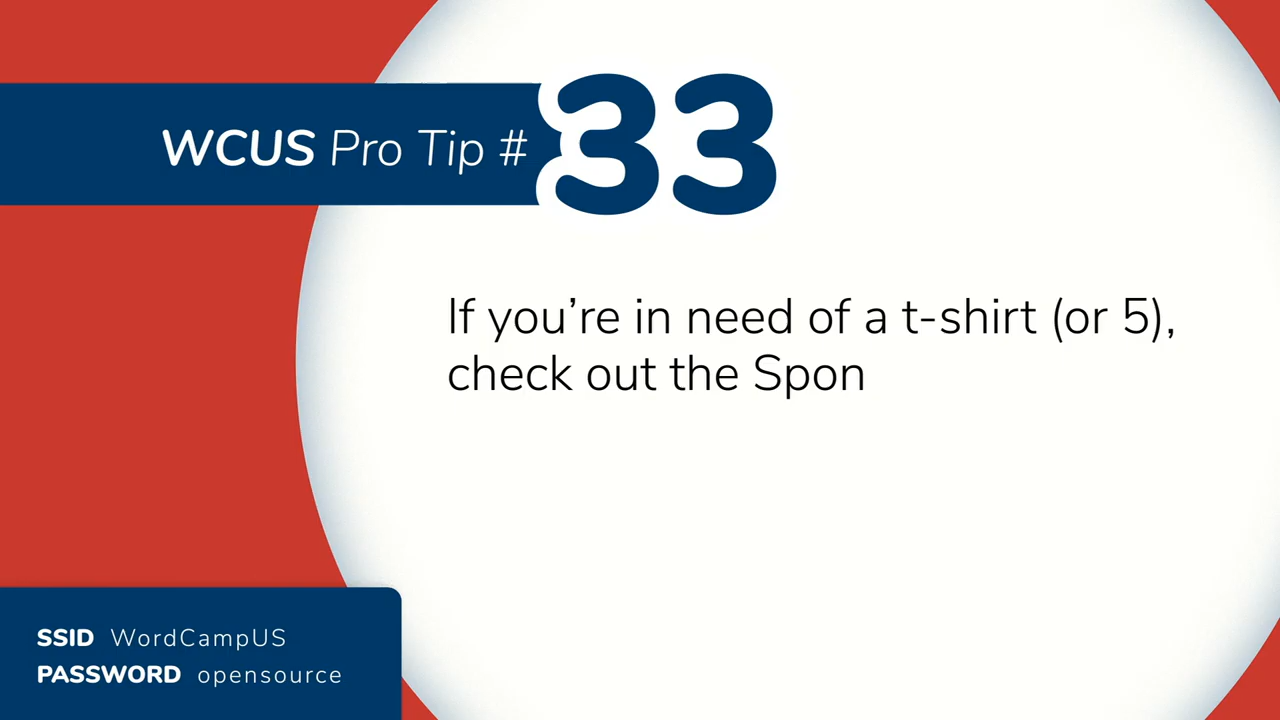 WCUS Pro Tip # 33
If you’re in need of a t-shirt (or 5),
check out the Spon
SSID WordCampUS
PASSWORD opensource